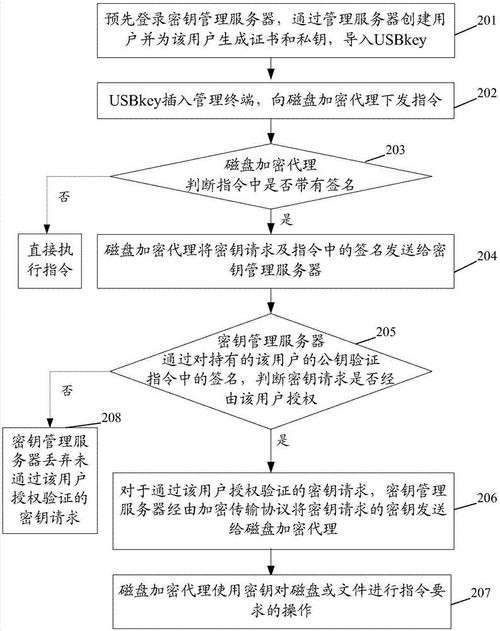 预先登录密钥管理服务器，通过管理服务器创建用
户并为该用户生成证书和私钥，导入USBkey
201
USBkey插入管理终端，向磁盘加密代理下发指令
202
磁盘加密代理
判断指令中是否带有签名
203
否
是
直接执
行指令
磁盘加密代理将密钥请求及指令中的签名发送给密
钥管理服务器
204
密钥管理服务器
通过对持有的该用户的公钥验证
指令中的签名，判断密钥请求是否经
由该用户授权
205
否
是
208
密钥管理服
务器丢弃未
通过该用户
授权验证的
密钥请求
对于通过该用户授权验证的密钥请求，密钥管理
服务器经由加密传输协议将密钥请求的密钥发送
给磁盘加密代理
206
磁盘加密代理使用密钥对磁盘或文件进行指令要
求的操作
207